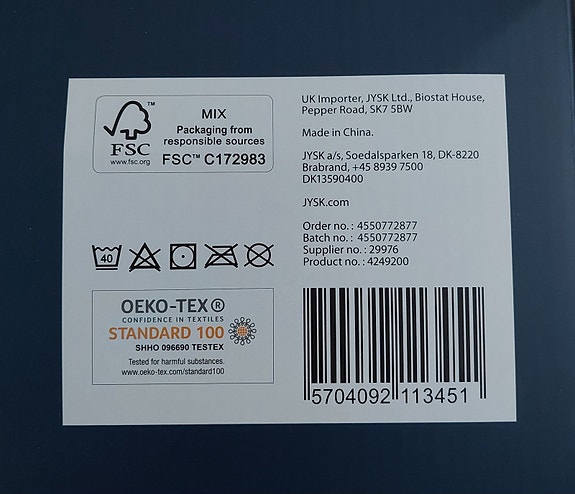 FSC™
www.fsc.org
MIX
Packaging from
responsible sources
FSC™ C172983
40
OEKO-TEX®
CONFIDENCE IN TEXTILES
STANDARD 100
SHHO 096690 TESTEX
Tested for harmful substances.
www.oeko-tex.com/standard100
UK Importer, JYSK Ltd., Biostat House,
Pepper Road, SK7 5BW
Made in China.
JYSK a/s, Soedalsparken 18, DK-8220
Brabrand, +45 8939 7500
DK13590400
JYSK.com
Order no.: 4550772877
Batch no.: 4550772877
Supplier no.: 29976
Product no.: 4249200
5704092 113451